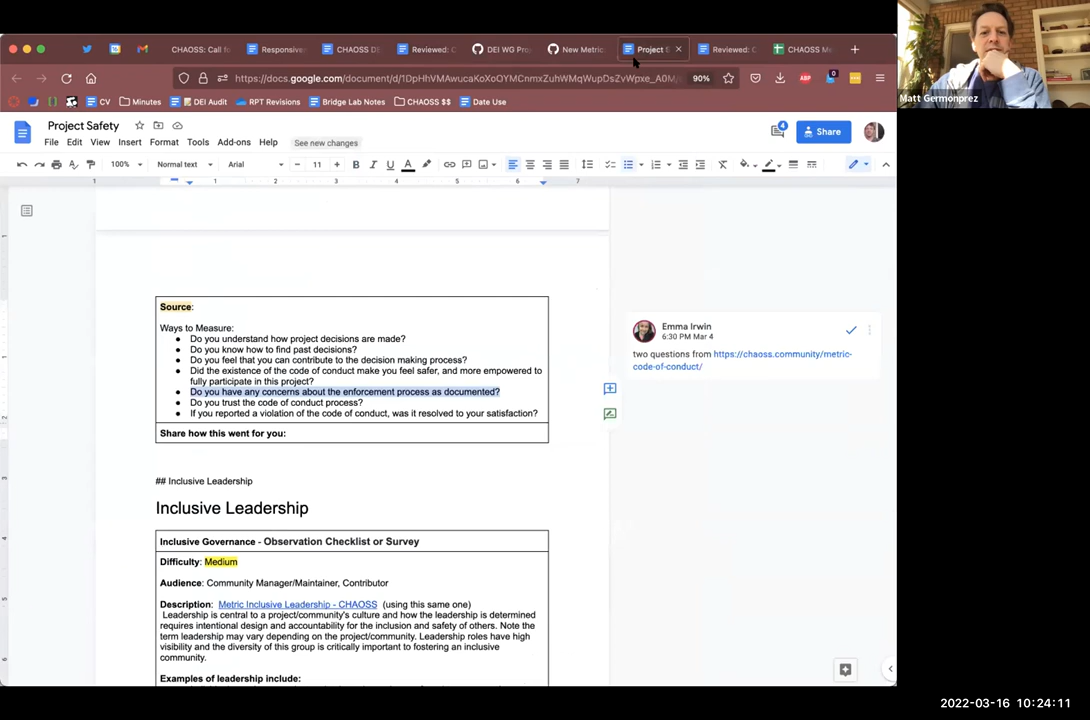 CHAOSS: Call f
Responsive
CHAOSS D
Reviewed: C
DEI WG Pro
New Metric
Project S
Reviewed: C
CHAOSS Me
https://docs.google.com/document/d/1DpHhVMAwucaKoXoOYMCnmxZuhWMqWupDsZvWpxe_A0M/
90%
CV
Minutes
DEI Audit
RPT Revisions
Bridge Lab Notes
CHAOSS $$
Date Use
Matt Germonprez
Project Safety
File Edit View Insert Format Tools Add-ons Help See new changes
4
Share
100% Normal text Arial 11
1 1 2 3 4 5 6 7
Source:
Ways to Measure:
● Do you understand how project decisions are made?
● Do you know how to find past decisions?
● Do you feel that you can contribute to the decision making process?
● Did the existence of the code of conduct make you feel safer, and more empowered to
fully participate in this project?
● Do you have any concerns about the enforcement process as documented?
● Do you trust the code of conduct process?
● If you reported a violation of the code of conduct, was it resolved to your satisfaction?
Share how this went for you:
Emma Irwin
6:30 PM Mar 4
two questions from https://chaoss.community/metric-
code-of-conduct/
## Inclusive Leadership
Inclusive Leadership
Inclusive Governance - Observation Checklist or Survey
Difficulty: Medium
Audience: Community Manager/Maintainer, Contributor
Description: Metric Inclusive Leadership - CHAOSS (using this same one)
Leadership is central to a project/community's culture and how the leadership is determined
requires intentional design and accountability for the inclusion and safety of others. Note the
term leadership may vary depending on the project/community. Leadership roles have high
visibility and the diversity of this group is critically important to fostering an inclusive
community.
Examples of leadership include:
2022-03-16 10:24:11